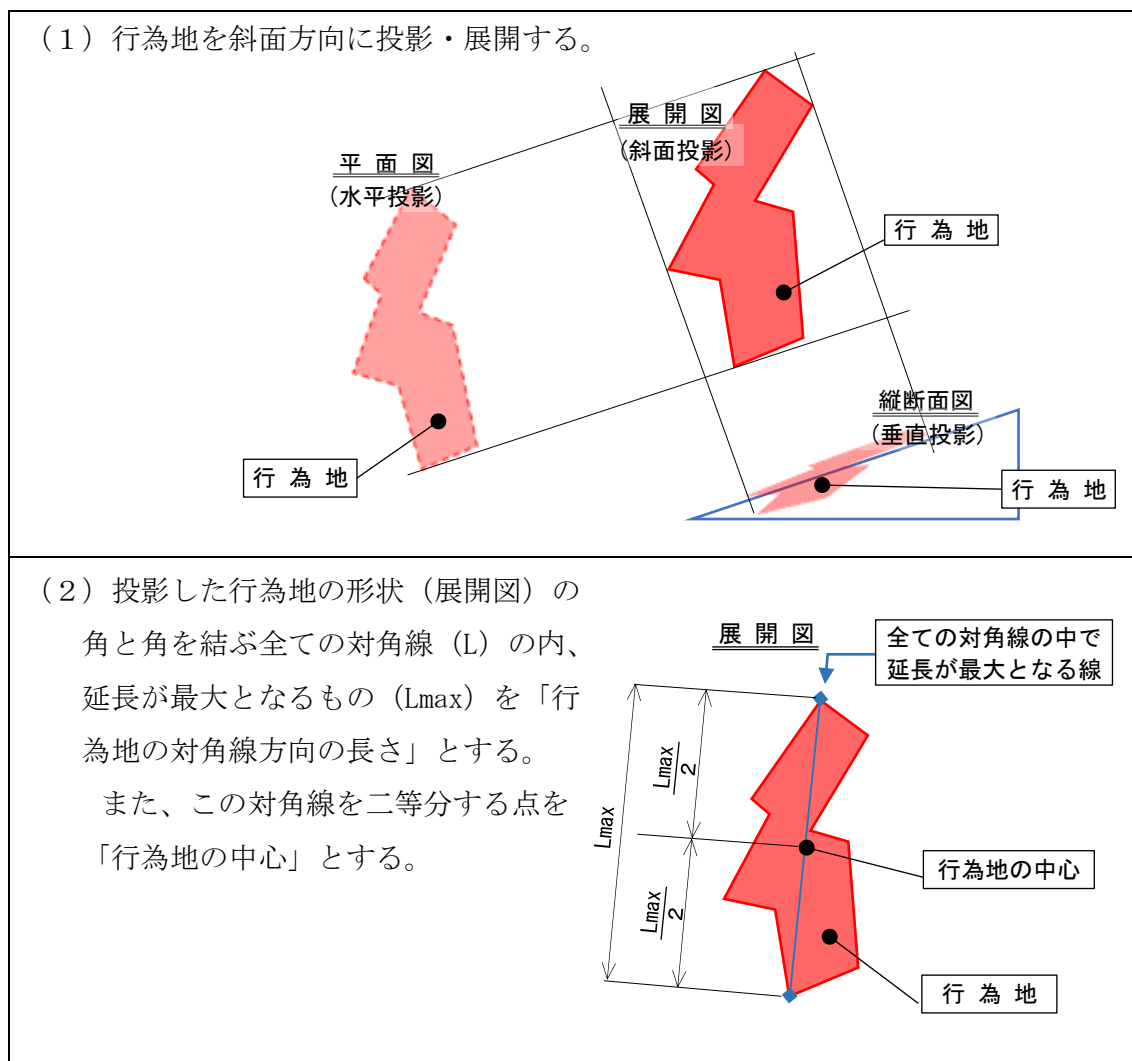 （１）行為地を斜面方向に投影・展開する。
展 開 図
（斜面投影）
平 面 図
（水平投影）
行 為 地
縦断面図
（垂直投影）
行 為 地
行 為 地
（２）投影した行為地の形状（展開図）の
角と角を結ぶ全ての対角線（L）の内、
延長が最大となるもの（Lmax）を「行
為地の対角線方向の長さ」とする。
また、この対角線を二等分する点を
「行為地の中心」とする。
展 開 図
全ての対角線の中で
延長が最大となる線
Lmax
2
Lmax
Lmax
2
行為地の中心
行 為 地